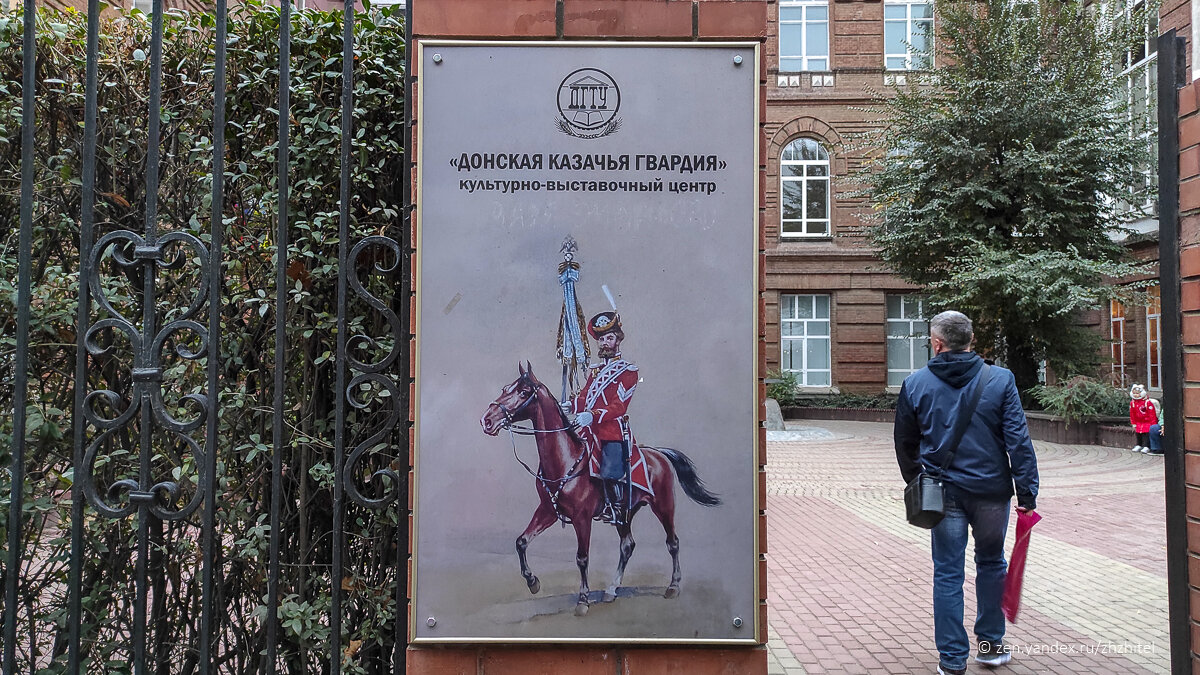 ДГТУ
«ДОНСКАЯ КАЗАЧЬЯ ГВАРДИЯ»
культурно-выставочный центр
© zen.yandex.ru/zhzhitel